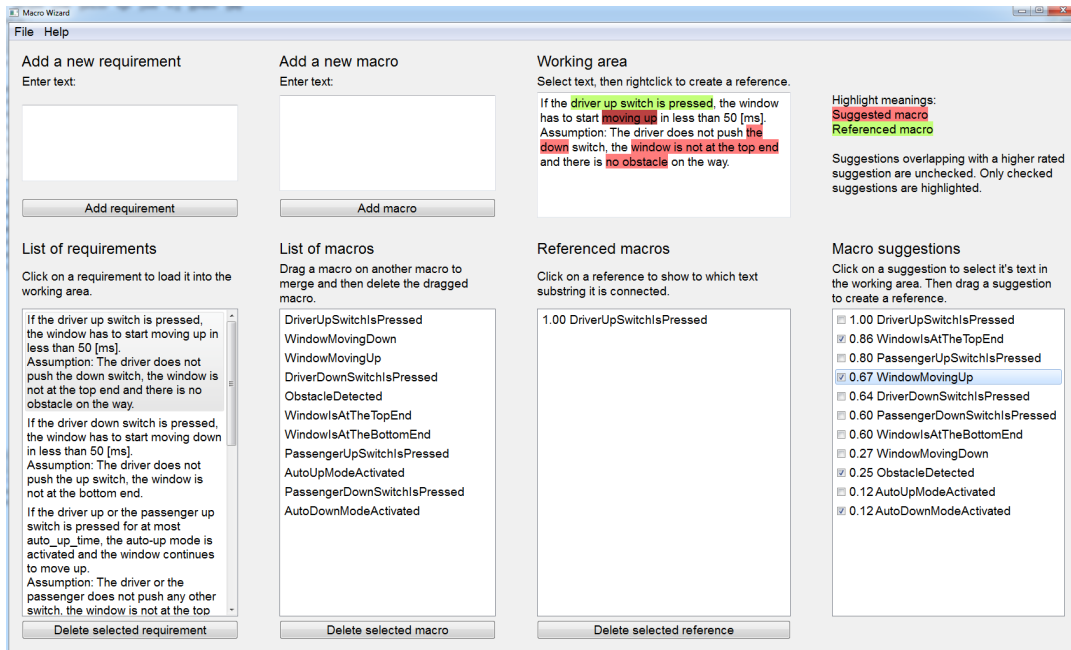 Macro Wizard
File Help
Add a new requirement
Enter text:
Add requirement
Add a new macro
Enter text:
Add macro
Working area
Select text, then rightclick to create a reference.
If the driver up switch is pressed, the window
has to start moving up in less than 50 [ms].
Assumption: The driver does not push the
down switch, the window is not at the top end
and there is no obstacle on the way.
Highlight meanings:
Suggested macro
Referenced macro
Suggestions overlapping with a higher rated
suggestion are unchecked. Only checked
suggestions are highlighted.
List of requirements
Click on a requirement to load it into the
working area.
If the driver up switch is pressed,
the window has to start moving up in
less than 50 [ms].
Assumption: The driver does not
push the down switch, the window is
not at the top end and there is no
obstacle on the way.
If the driver down switch is pressed,
the window has to start moving down
in less than 50 [ms].
Assumption: The driver does not
push the up switch, the window is
not at the bottom end.
If the driver up or the passenger up
switch is pressed for at most
auto_up_time, the auto-up mode is
activated and the window continues
to move up.
Assumption: The driver or the
passenger does not push any other
switch, the window is not at the top
Delete selected requirement
List of macros
Drag a macro on another macro to
merge and then delete the dragged
macro.
DriverUpSwitchIsPressed
WindowMovingDown
WindowMovingUp
DriverDownSwitchIsPressed
ObstacleDetected
WindowIsAtTheTopEnd
WindowIsAtTheBottomEnd
PassengerUpSwitchIsPressed
AutoUpModeActivated
PassengerDownSwitchIsPressed
AutoDownModeActivated
Delete selected macro
Referenced macros
Click on a reference to show to which text
substring it is connected.
1.00 DriverUpSwitchIsPressed
Delete selected reference
Macro suggestions
Click on a suggestion to select it's text in
the working area. Then drag a suggestion
to create a reference.
1.00 DriverUpSwitchIsPressed
0.86 WindowIsAtTheTopEnd
0.80 PassengerUpSwitchIsPressed
0.67 WindowMovingUp
0.64 DriverDownSwitchIsPressed
0.60 PassengerDownSwitchIsPressed
0.60 WindowIsAtTheBottomEnd
0.27 WindowMovingDown
0.25 ObstacleDetected
0.12 AutoUpModeActivated
0.12 AutoDownModeActivated